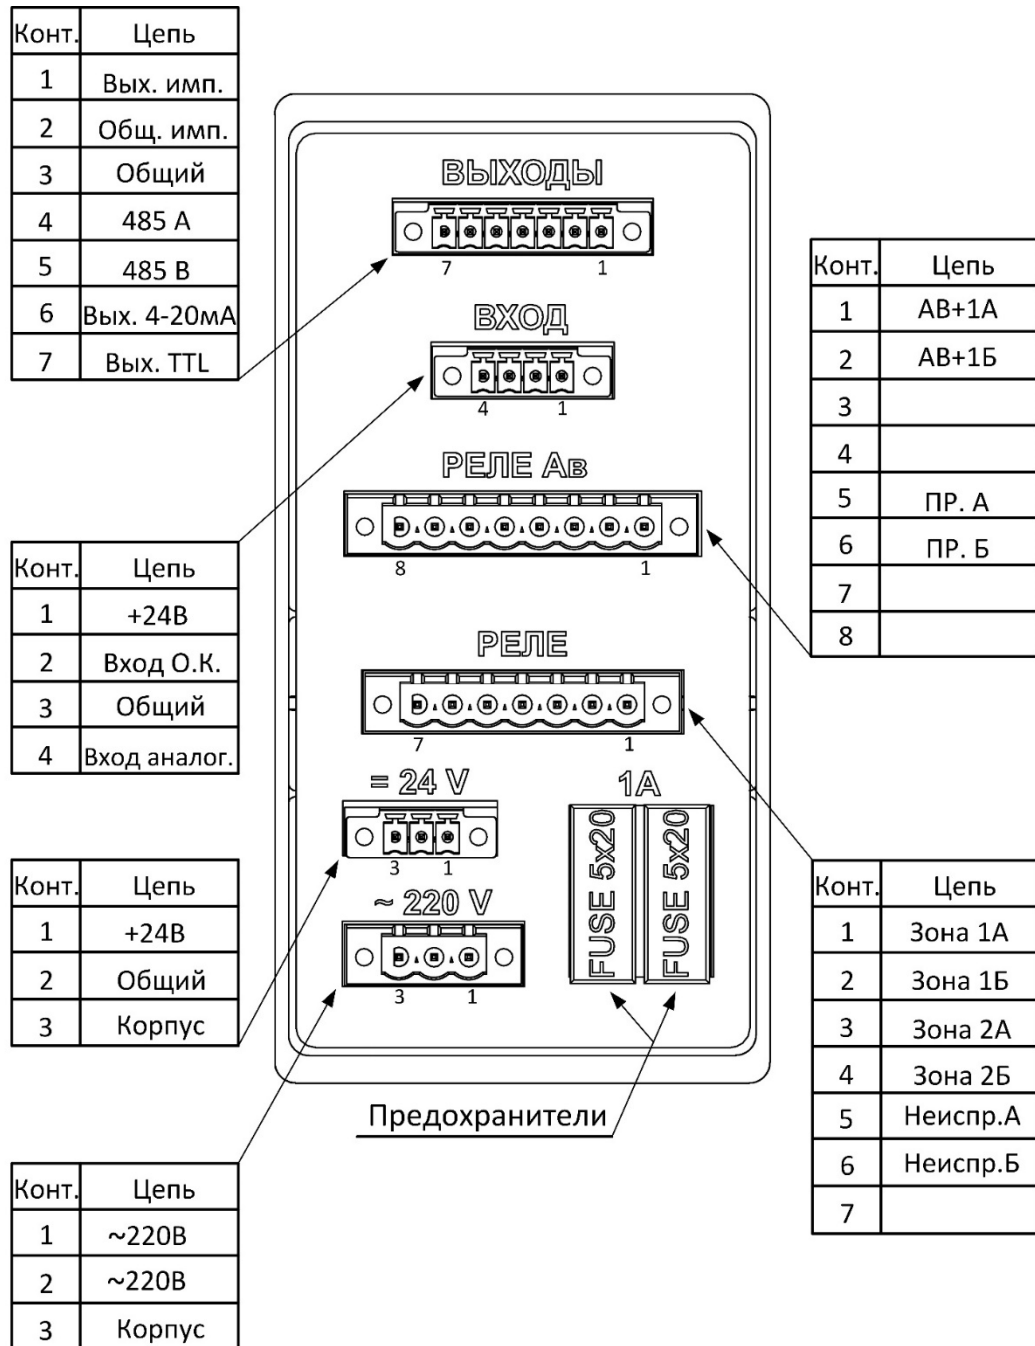 Конт. Цепь
1 Вых. имп.
2 Общ. имп.
3 Общий
4 485 А
5 485 В
6 Вых. 4-20мА
7 Вых. TTL
ВЫХОДЫ
7 1
ВХОД
4 1
РЕЛЕ Ав
8 1
РЕЛЕ
7 1
= 24 V
3 1
~ 220 V
3 1
1А
FUSE 5x20
FUSE 5x20
Предохранители
Конт. Цепь
1 АВ+1А
2 АВ+1Б
3
4
5 ПР. А
6 ПР. Б
7
8
Конт. Цепь
1 +24В
2 Вход О.К.
3 Общий
4 Вход аналог.
Конт. Цепь
1 +24В
2 Общий
3 Корпус
Конт. Цепь
1 Зона 1А
2 Зона 1Б
3 Зона 2А
4 Зона 2Б
5 Неиспр.А
6 Неиспр.Б
7
Конт. Цепь
1 ~220В
2 ~220В
3 Корпус